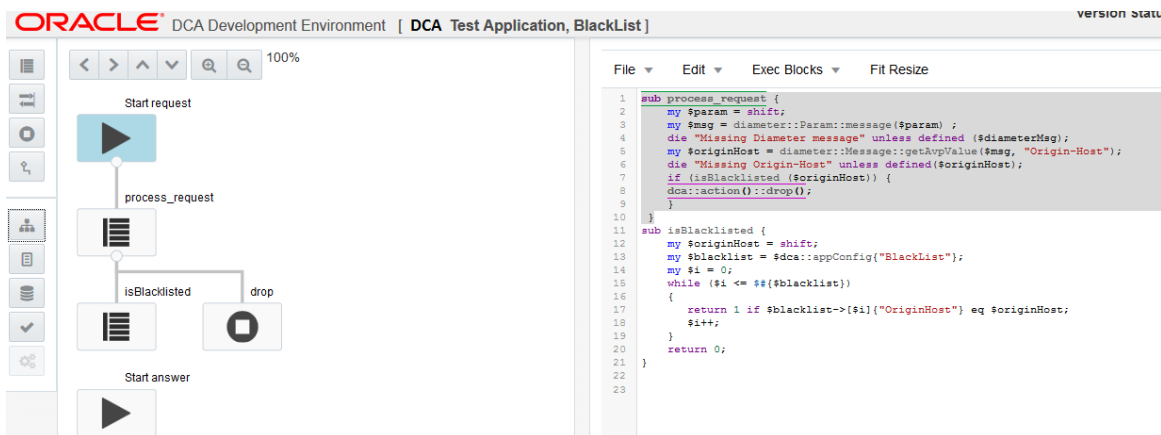 ORACLE DCA Development Environment [ DCA Test Application, BlackList ]
Version Statu
100%
Start request
process_request
isBlacklisted
drop
Start answer
File Edit Exec Blocks Fit Resize
1 sub process_request {
2 my $param = shift;
3 my $msg = diameter::Param::message($param) ;
4 die "Missing Diameter message" unless defined ($diameterMsg);
5 my $originHost = diameter::Message::getAvpValue($msg, "Origin-Host");
6 die "Missing Origin-Host" unless defined($originHost);
7 if (isBlacklisted ($originHost)) {
8 dca::action()::drop();
9 }
10 }
11 sub isBlacklisted {
12 my $originHost = shift;
13 my $blacklist = $dca::appConfig{"BlackList"};
14 my $i = 0;
15 while ($i <= $#{$blacklist})
16 {
17 return 1 if $blacklist->[$i]{"OriginHost"} eq $originHost;
18 $i++;
19 }
20 return 0;
21 }
22
23